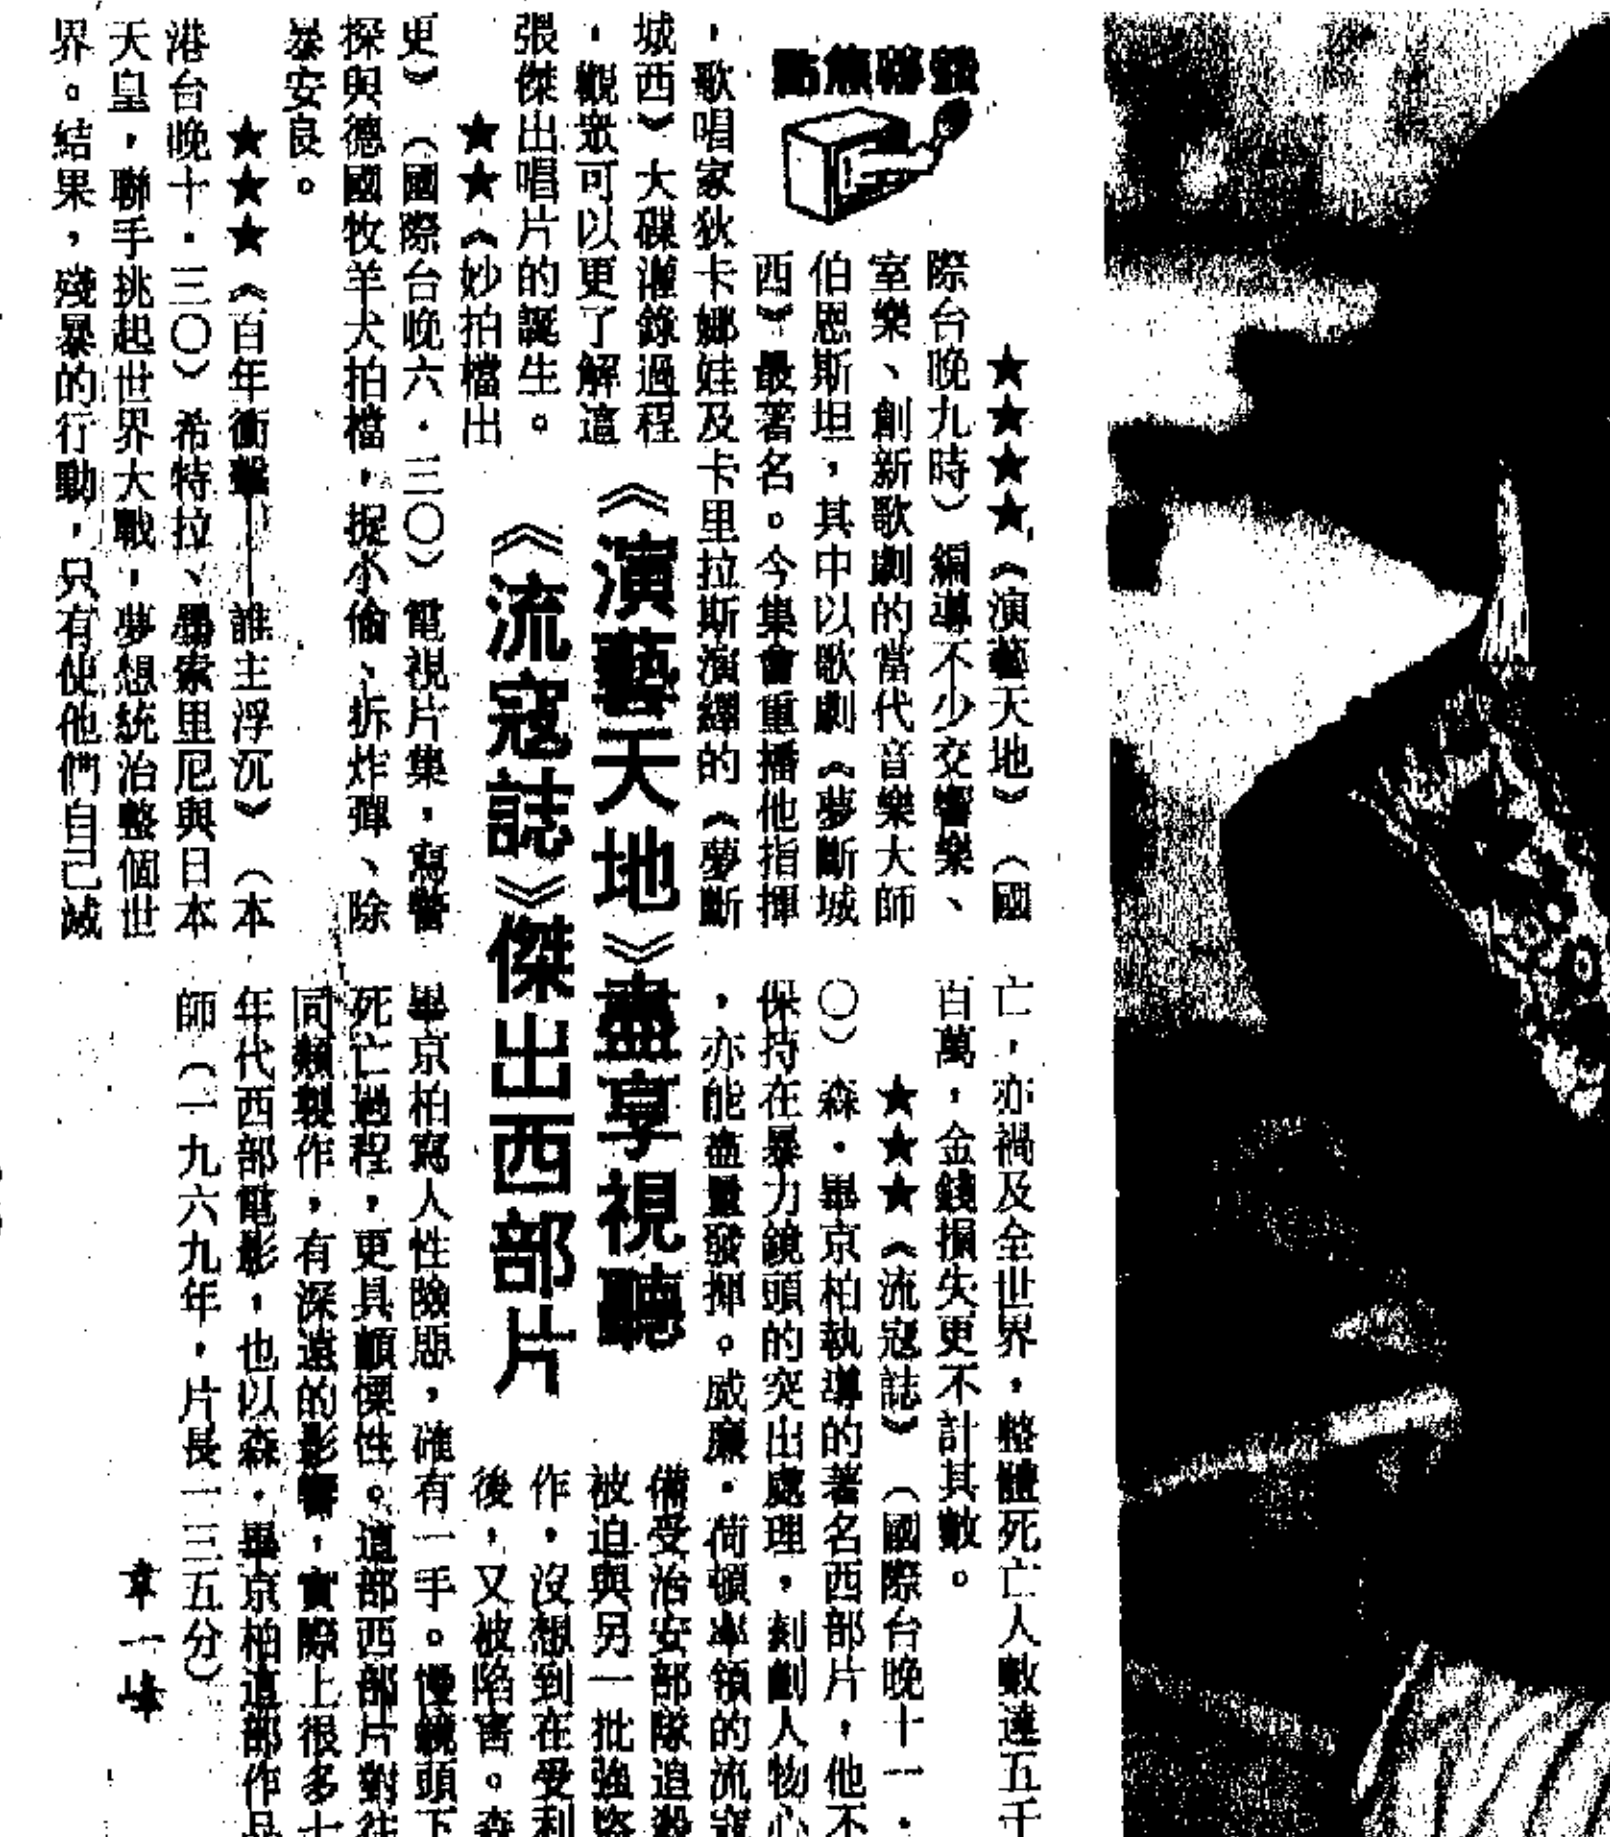 螢幕焦點
《演藝天地》盡享視聽
《流寇誌》傑出西部片
★★★★《演藝天地》(國
際台晚九時)編導不少交響樂、
室樂、創新歌劇的當代音樂大師
伯恩斯坦,其中以歌劇《夢斷城
西》最著名。今集會重播他指揮
,歌唱家狄卡娜娃及卡里拉斯演繹的《夢斷
城西》大碟灌錄過程
,觀眾可以更了解這
張傑出唱片的誕生。
★★《妙拍檔出
更》(國際台晚六.三〇)電視片集,寫警
探與德國牧羊犬拍檔,捉小偷、拆炸彈、除
暴安良。
★★★《百年衝擊——誰主浮沉》(本
港台晚十.三〇)希特拉、墨索里尼與日本
天皇,聯手挑起世界大戰,夢想統治整個世
界。結果,殘暴的行動,只有使他們自己滅
亡,亦禍及全世界,整體死亡人數達五千
百萬,金錢損失更不計其數。
★★★《流寇誌》(國際台晚十一.
〇)森.畢京柏執導的著名西部片,他不
保持在暴力鏡頭的突出處理,刻劃人物心
,亦能盡量發揮。威廉.荷頓率領的流寇
備受治安部隊追殺
被迫與另一批強盜
作,沒想到在受利
後,又被陷害。森
畢京柏寫人性險惡,確有一手。慢鏡頭下
死亡過程,更具顫慄性。這部西部片對往
同類製作,有深遠的影響,實際上很多七
年代西部電影,也以森.畢京柏這部作品
師(一九六九年,片長一三五分)
章一峰